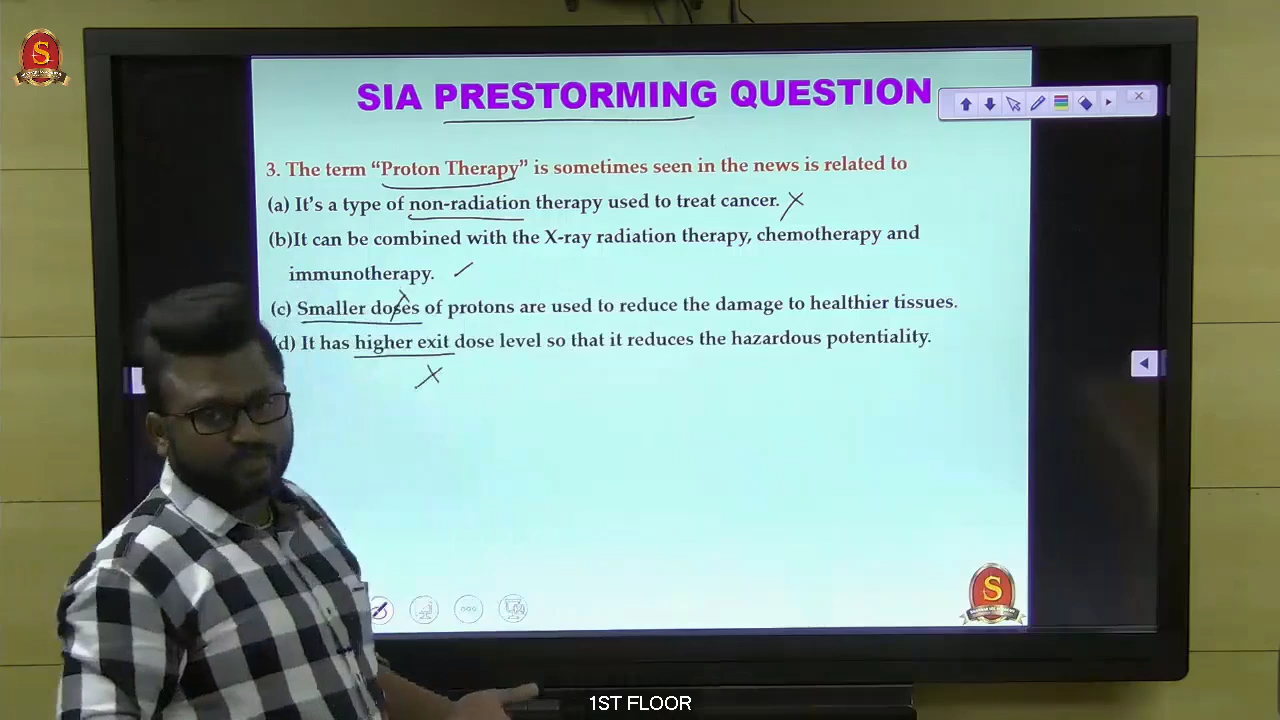 S
SIA PRESTORMING QUESTION
3. The term “Proton Therapy” is sometimes seen in the news is related to
(a) It's a type of non-radiation therapy used to treat cancer.
(b)It can be combined with the X-ray radiation therapy, chemotherapy and
immunotherapy.
(c) Smaller doses of protons are used to reduce the damage to healthier tissues.
d) It has higher exit dose level so that it reduces the hazardous potentiality.
S
1ST FLOOR